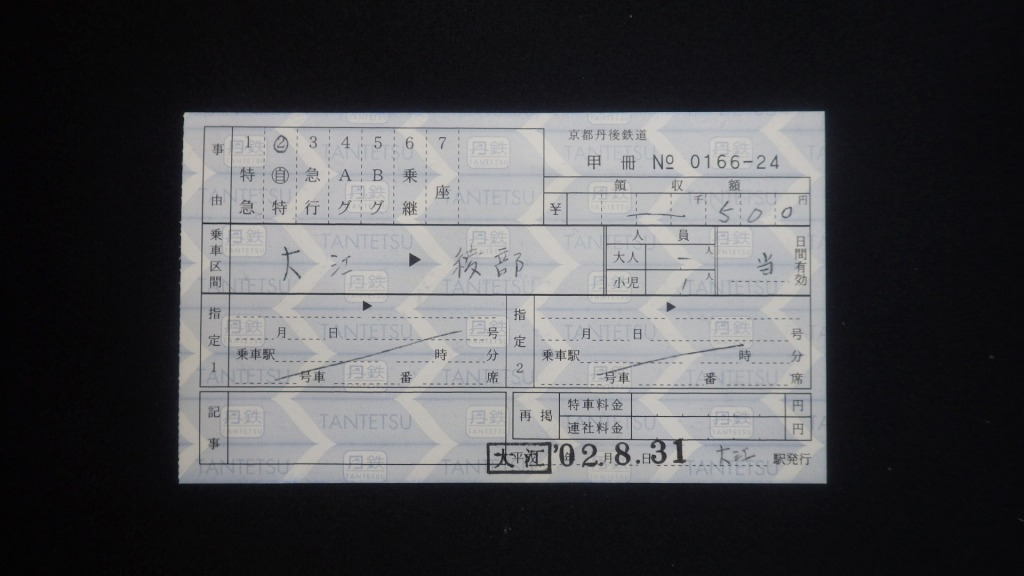 京都丹後鉄道
甲 冊 № 0166-24
事由
1 特急
② 自特
3 急行
4 Aグ
5 Bグ
6 乗継
7 座
領収額
¥ 千 500 円
乗車区間
大江 ▶ 綾部
人員
大人 一 人
小児 人
当 日間有効
指定1
▶
月 日 号
乗車駅 時 分
号車 番 席
指定2
▶
月 日 号
乗車駅 時 分
号車 番 席
記事
再掲
特車料金 円
連社料金 円
大江 '02.8.31
月 日 大江 駅発行
丹鉄 TANTETSU